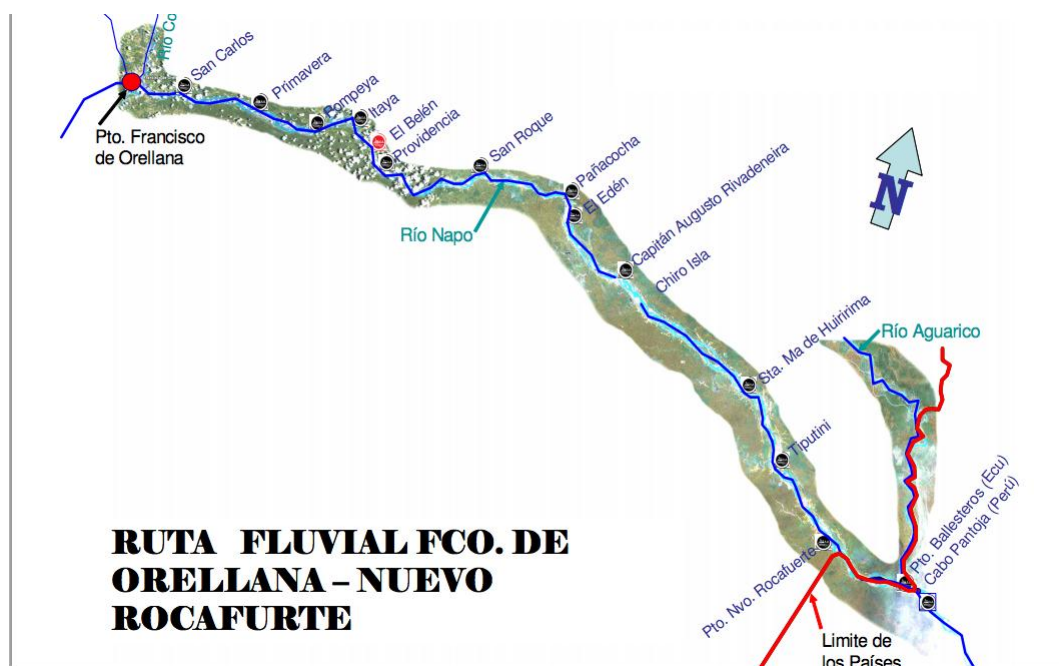 Río Co
San Carlos
Primavera
Pompeya
Itaya
El Belén
Providencia
San Roque
Pañacocha
El Edén
Capitán Augusto Rivadeneira
Chiro Isla
Pto. Francisco
de Orellana
Río Napo
N
Sta. Ma de Huiririma
Río Aguarico
Tiputini
Pto. Ballesteros (Ecu)
Cabo Pantoja (Perú)
Pto. Nvo. Rocafuerte
RUTA FLUVIAL FCO. DE
ORELLANA – NUEVO
ROCAFURTE
Limite de
los Países